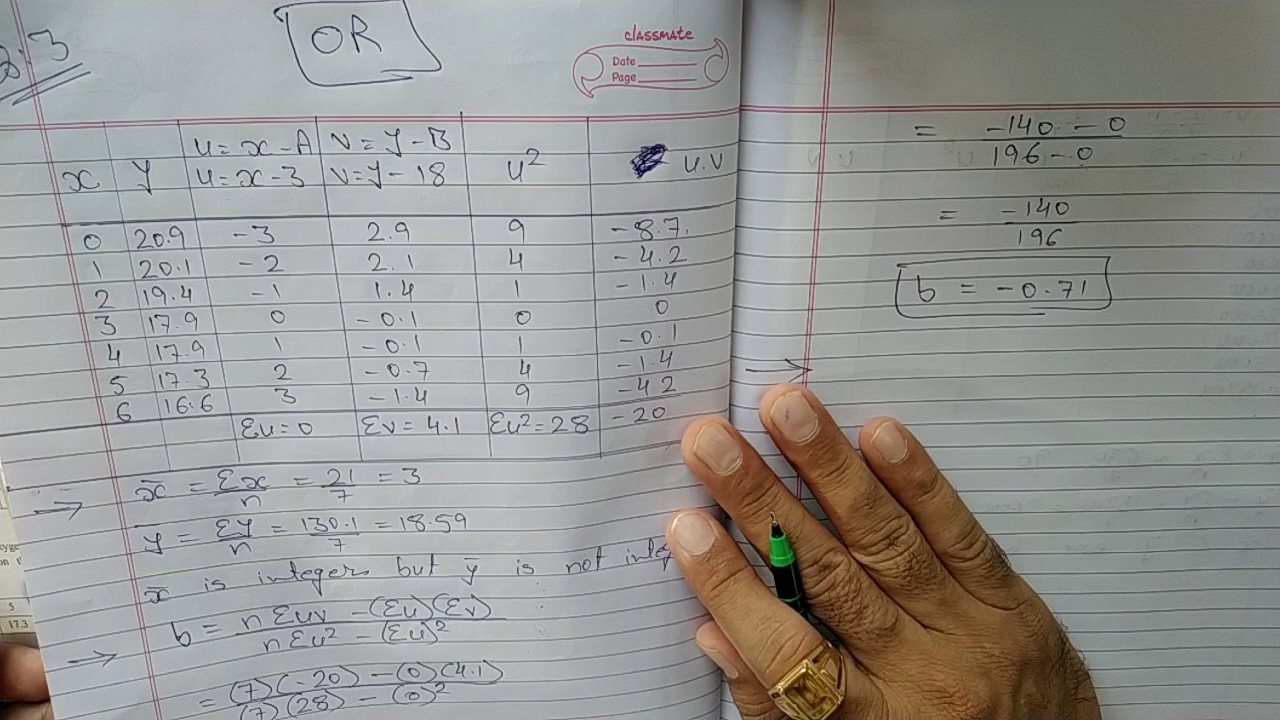 2.3
OR
classmate
Date
Page
x y u=x-A v=y-B u² u.v
u=x-3 v=y-18
0 20.9 -3 2.9 9 -8.7
1 20.1 -2 2.1 4 -4.2
2 19.4 -1 1.4 1 -1.4
3 17.9 0 -0.1 0 0
4 17.9 1 -0.1 1 -0.1
5 17.3 2 -0.7 4 -1.4
6 16.6 3 -1.4 9 -4.2
Σu=0 Σv=4.1 Σu²=28 -20
⇒ x̄ = Σx/n = 21/7 = 3
ȳ = Σy/n = 130.1/7 = 18.59
x̄ is integer but ȳ is not
⇒ b = nΣuv - (Σu)(Σv) / nΣu² - (Σu)²
= (7)(-20) - (0)(4.1) / (7)(28) - (0)²
= -140 - 0 / 196 - 0
= -140 / 196
b = -0.71
→
5
17.3